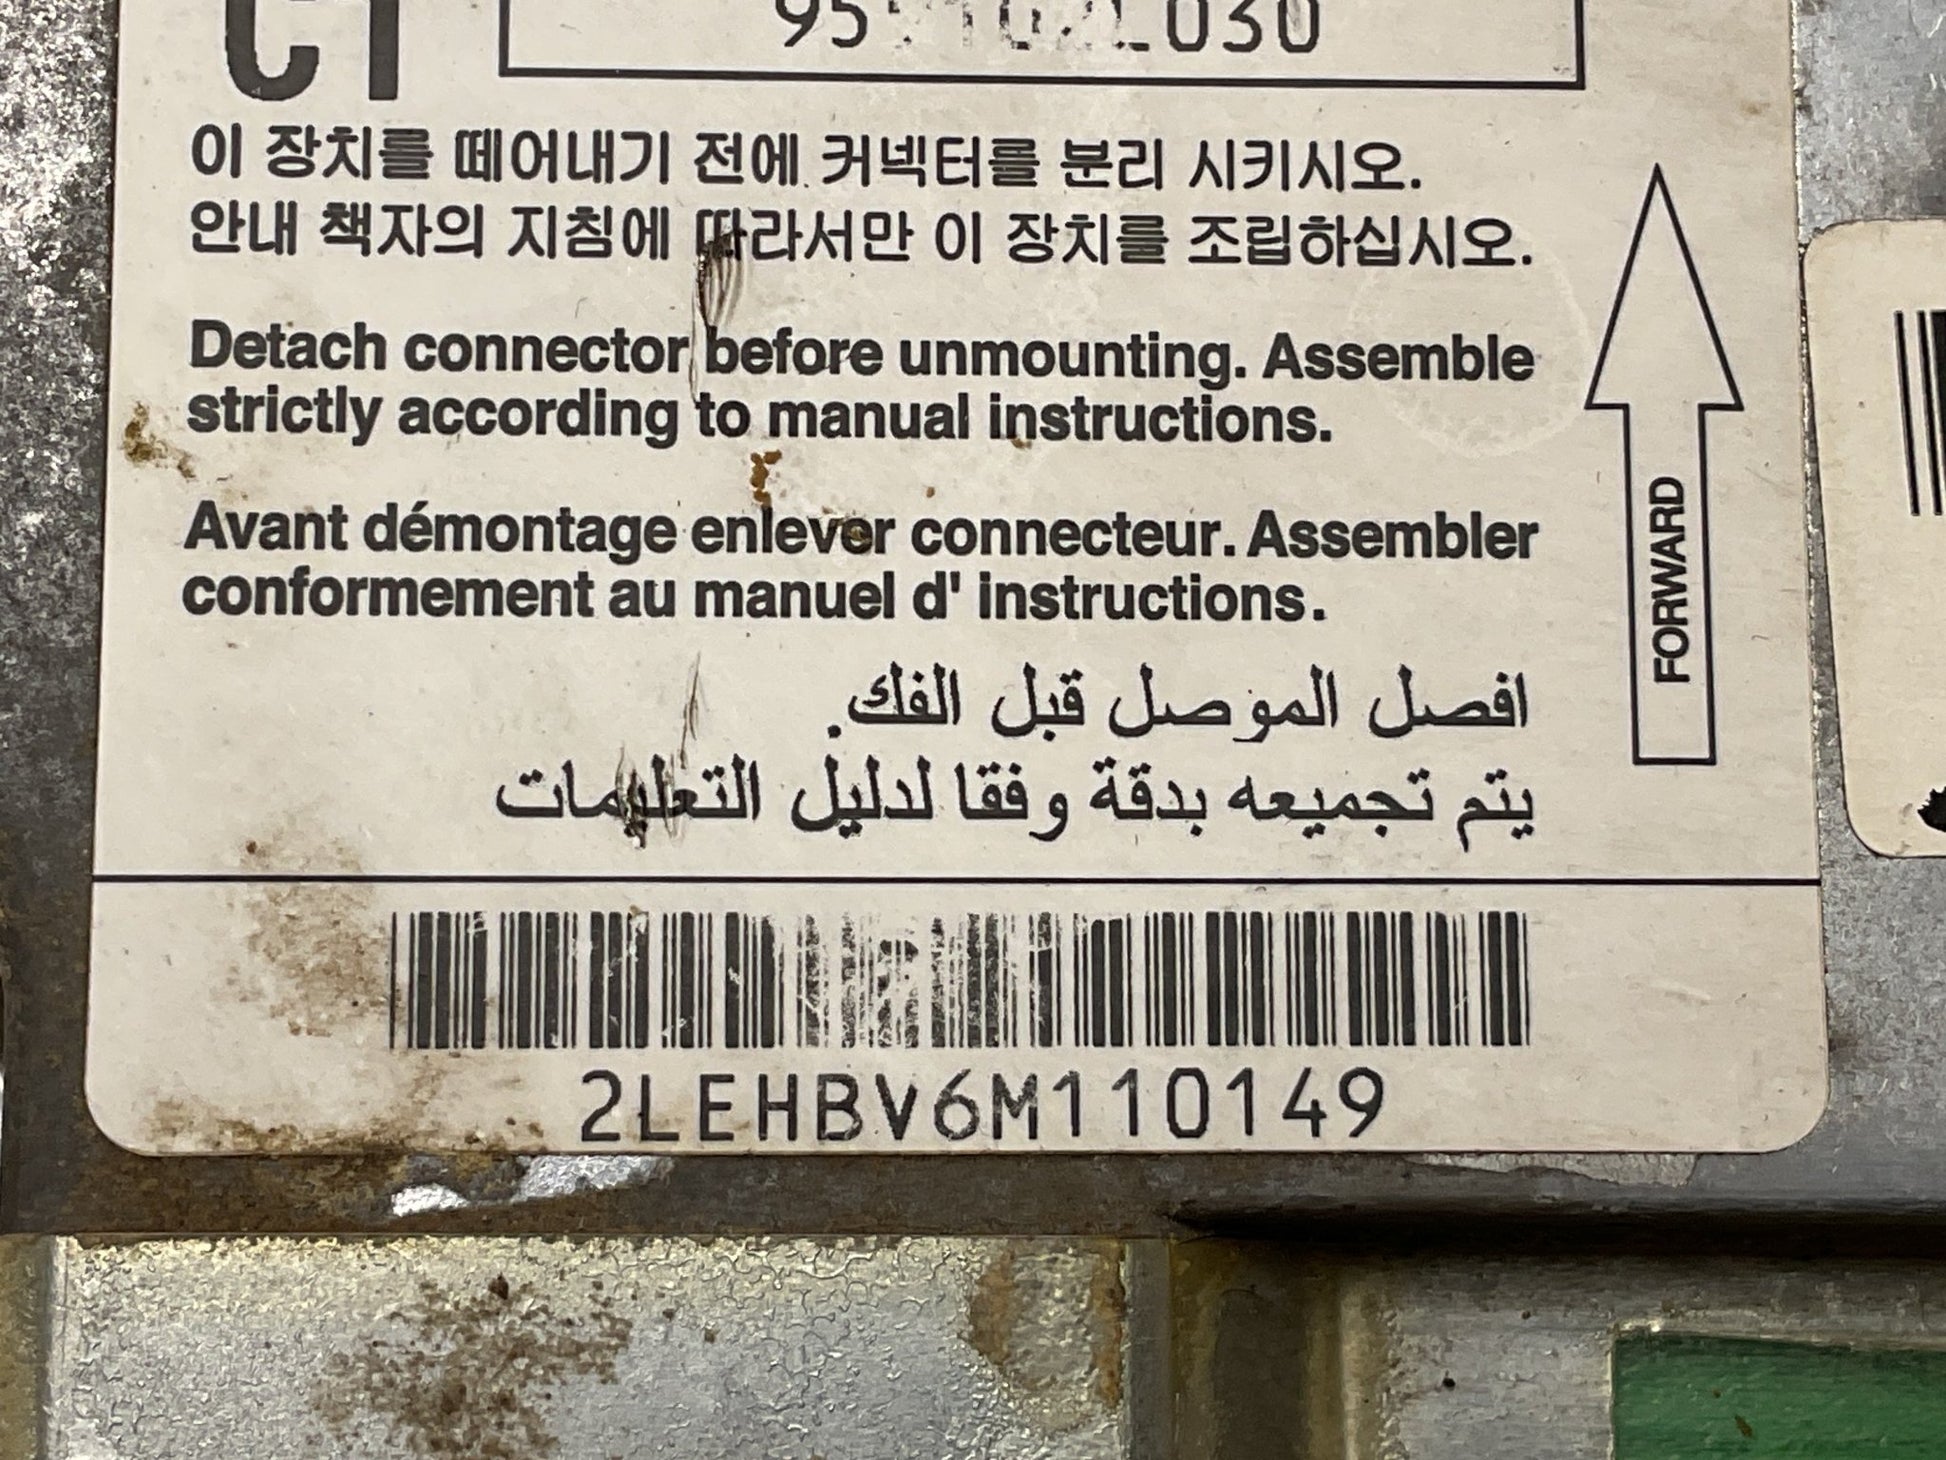 CT
이 장치를 떼어내기 전에 커넥터를 분리 시키시오.
안내 책자의 지침에 따라서만 이 장치를 조립하십시오.
Detach connector before unmounting. Assemble
strictly according to manual instructions.
Avant démontage enlever connecteur. Assembler
conformement au manuel d' instructions.
افصل الموصل قبل الفك.
يتم تجميعه بدقة وفقا لدليل التعليمات
FORWARD
2LEHBV6M110149